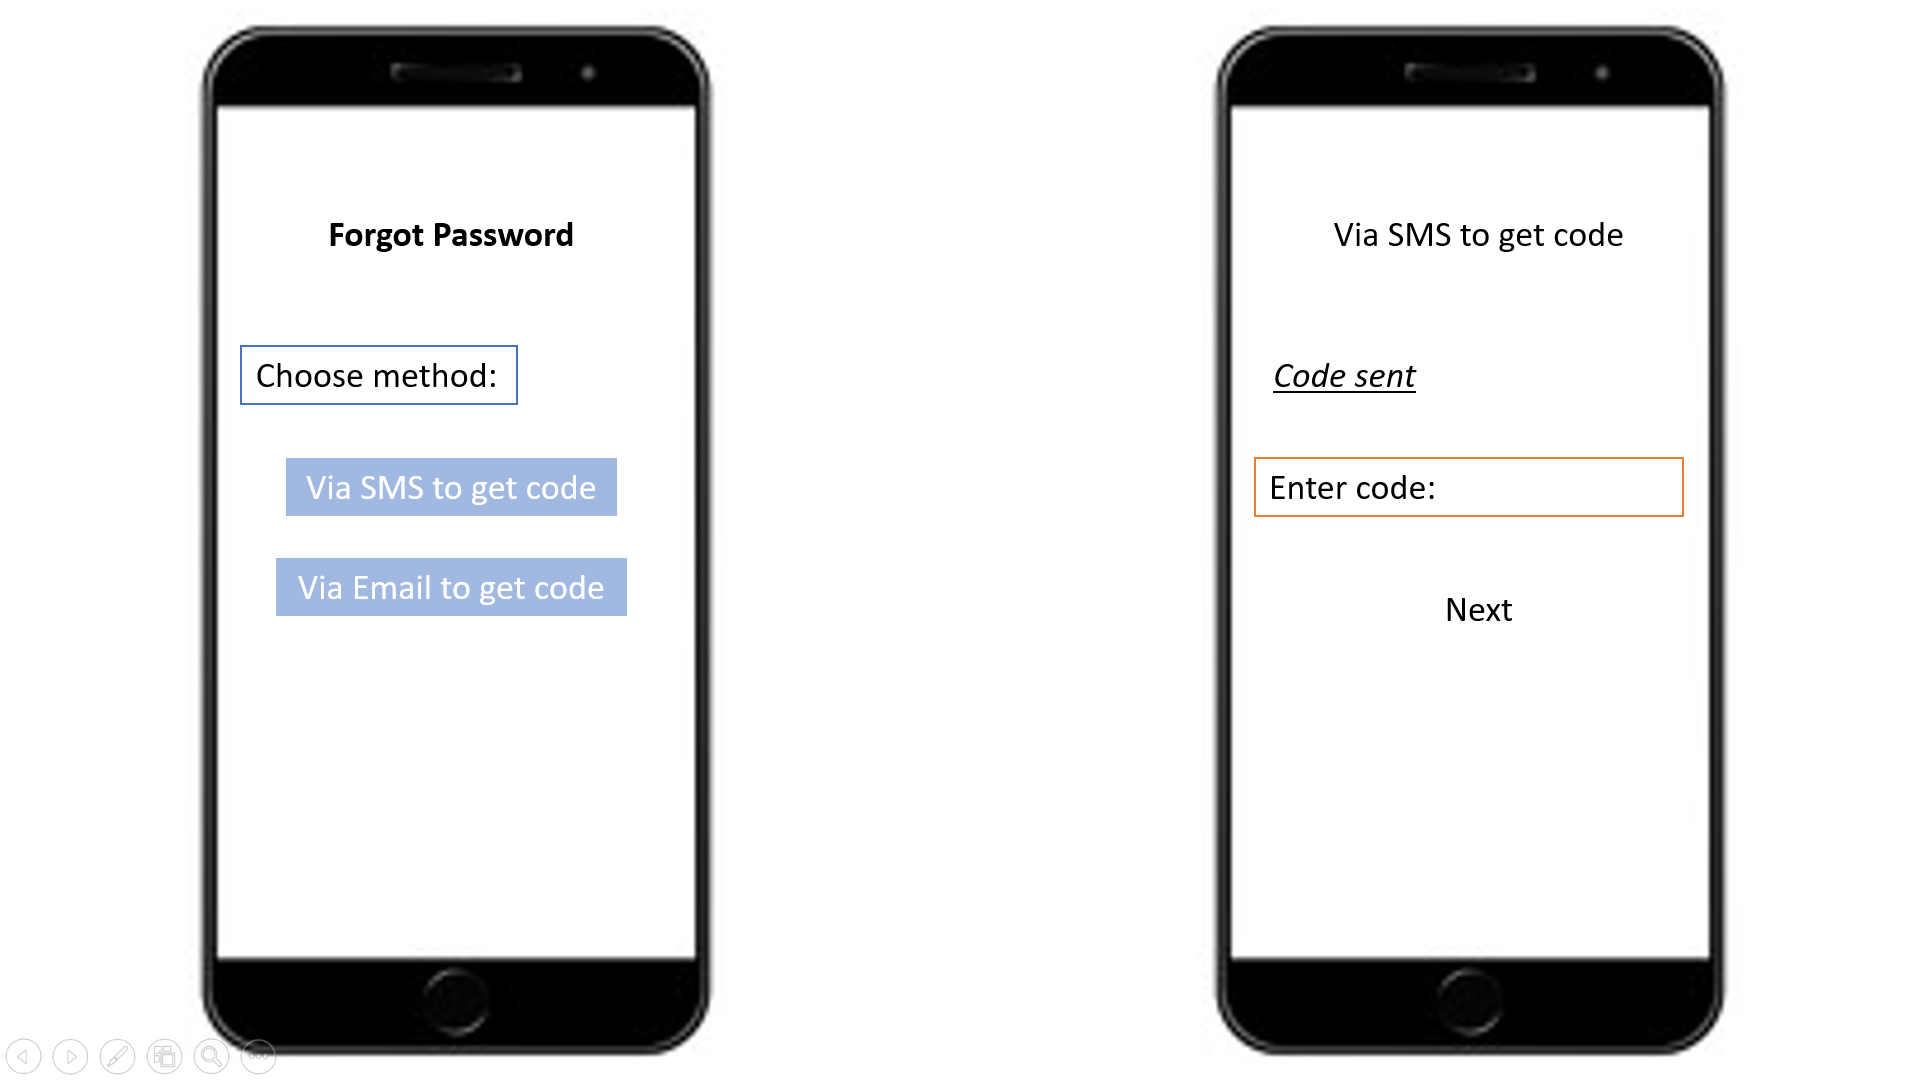 Forgot Password
Choose method:
Via SMS to get code
Via Email to get code
Via SMS to get code
Code sent
Enter code:
Next